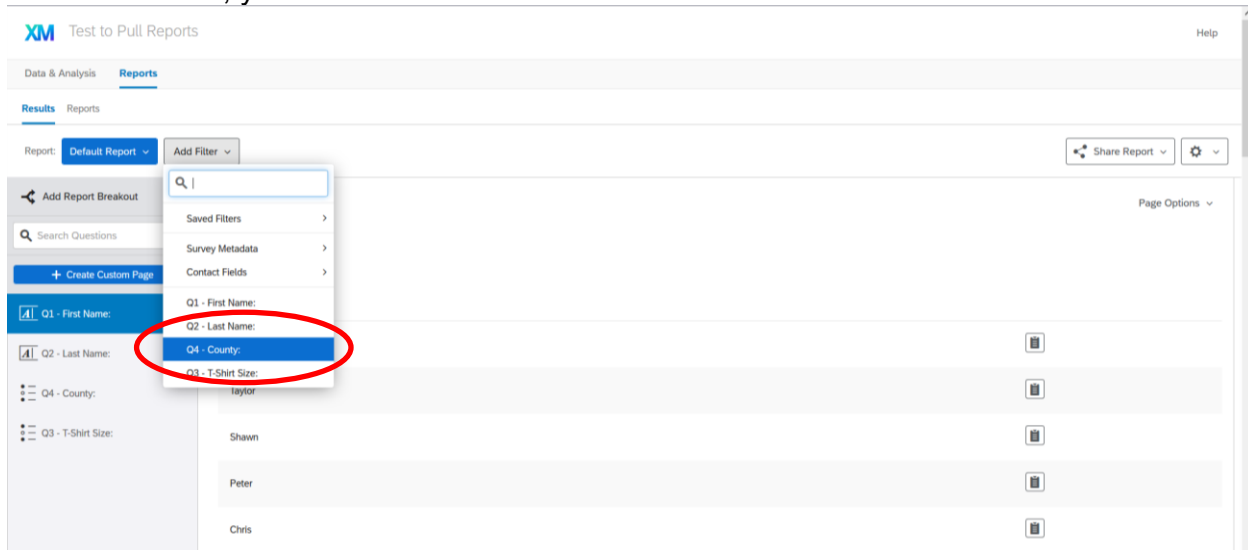 XM Test to Pull Reports
Help
Data & Analysis Reports
Results Reports
Report: Default Report Add Filter Share Report
Add Report Breakout
Page Options
Search Questions
Saved Filters
Survey Metadata
+ Create Custom Page
Contact Fields
Q1 - First Name:
Q1 - First Name:
Q2 - Last Name:
Q2 - Last Name:
Q4 - County:
Q3 - T-Shirt Size:
Q4 - County:
Taylor
Q3 - T-Shirt Size:
Shawn
Peter
Chris